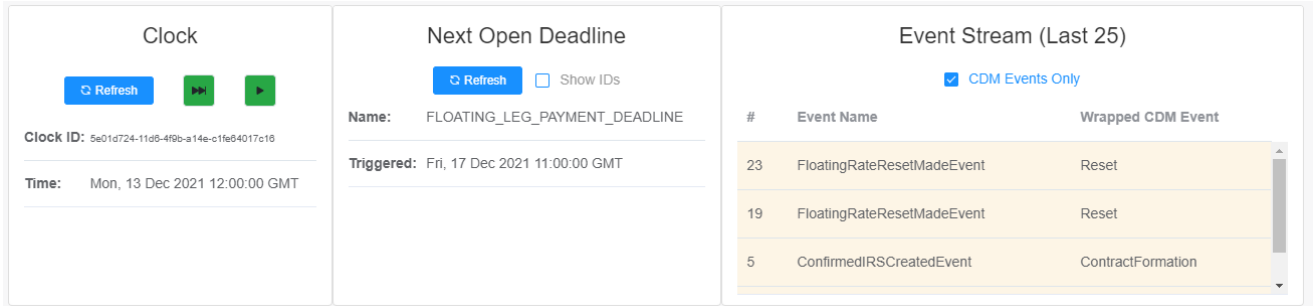 Clock
Refresh
Clock ID: 5e01d724-11d6-4f9b-a14e-c1fe64017c16
Time: Mon, 13 Dec 2021 12:00:00 GMT
Next Open Deadline
Refresh Show IDs
Name: FLOATING_LEG_PAYMENT_DEADLINE
Triggered: Fri, 17 Dec 2021 11:00:00 GMT
Event Stream (Last 25)
CDM Events Only
# Event Name Wrapped CDM Event
23 FloatingRateResetMadeEvent Reset
19 FloatingRateResetMadeEvent Reset
5 ConfirmedIRSCreatedEvent ContractFormation